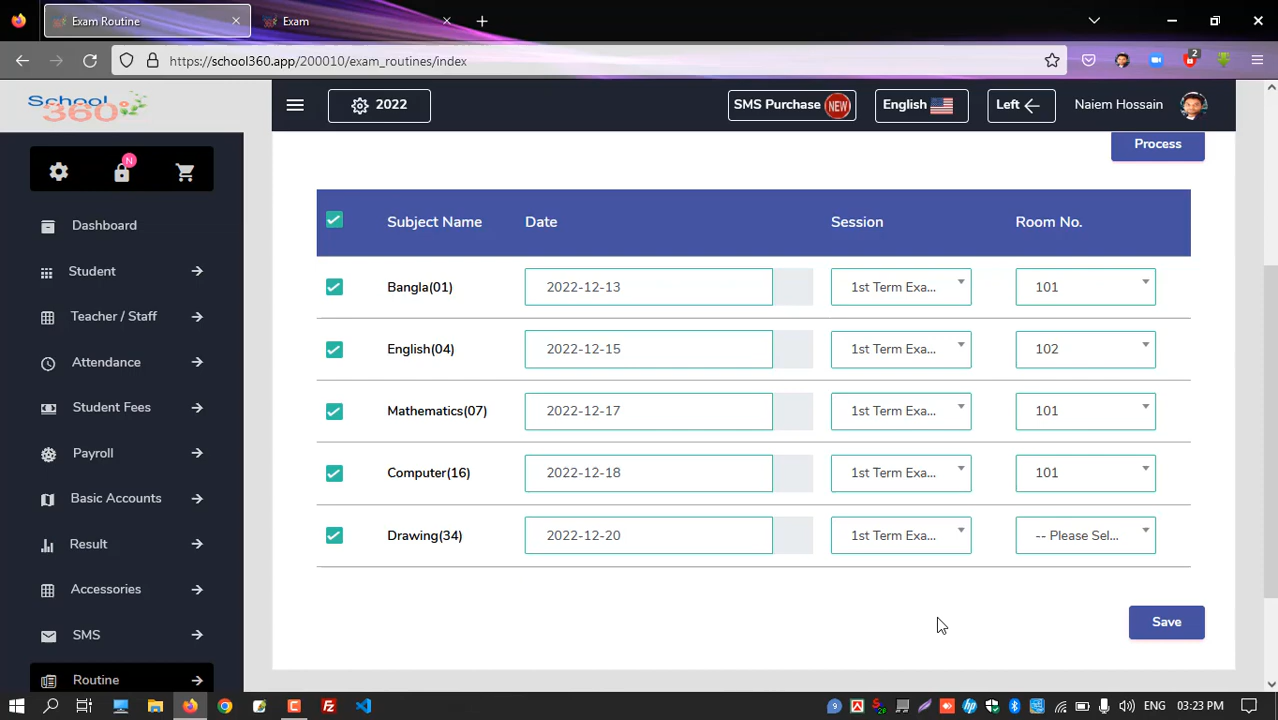 Exam Routine
Exam
https://school360.app/200010/exam_routines/index
2
School
360°
2022
SMS Purchase NEW
English
Left
Naiem Hossain
N
Dashboard
Student
Teacher / Staff
Attendance
Student Fees
Payroll
Basic Accounts
Result
Accessories
SMS
Routine
Process
Subject Name Date Session Room No.
Bangla(01) 2022-12-13 1st Term Exa... 101
English(04) 2022-12-15 1st Term Exa... 102
Mathematics(07) 2022-12-17 1st Term Exa... 101
Computer(16) 2022-12-18 1st Term Exa... 101
Drawing(34) 2022-12-20 1st Term Exa... -- Please Sel...
Save
ENG 03:23 PM